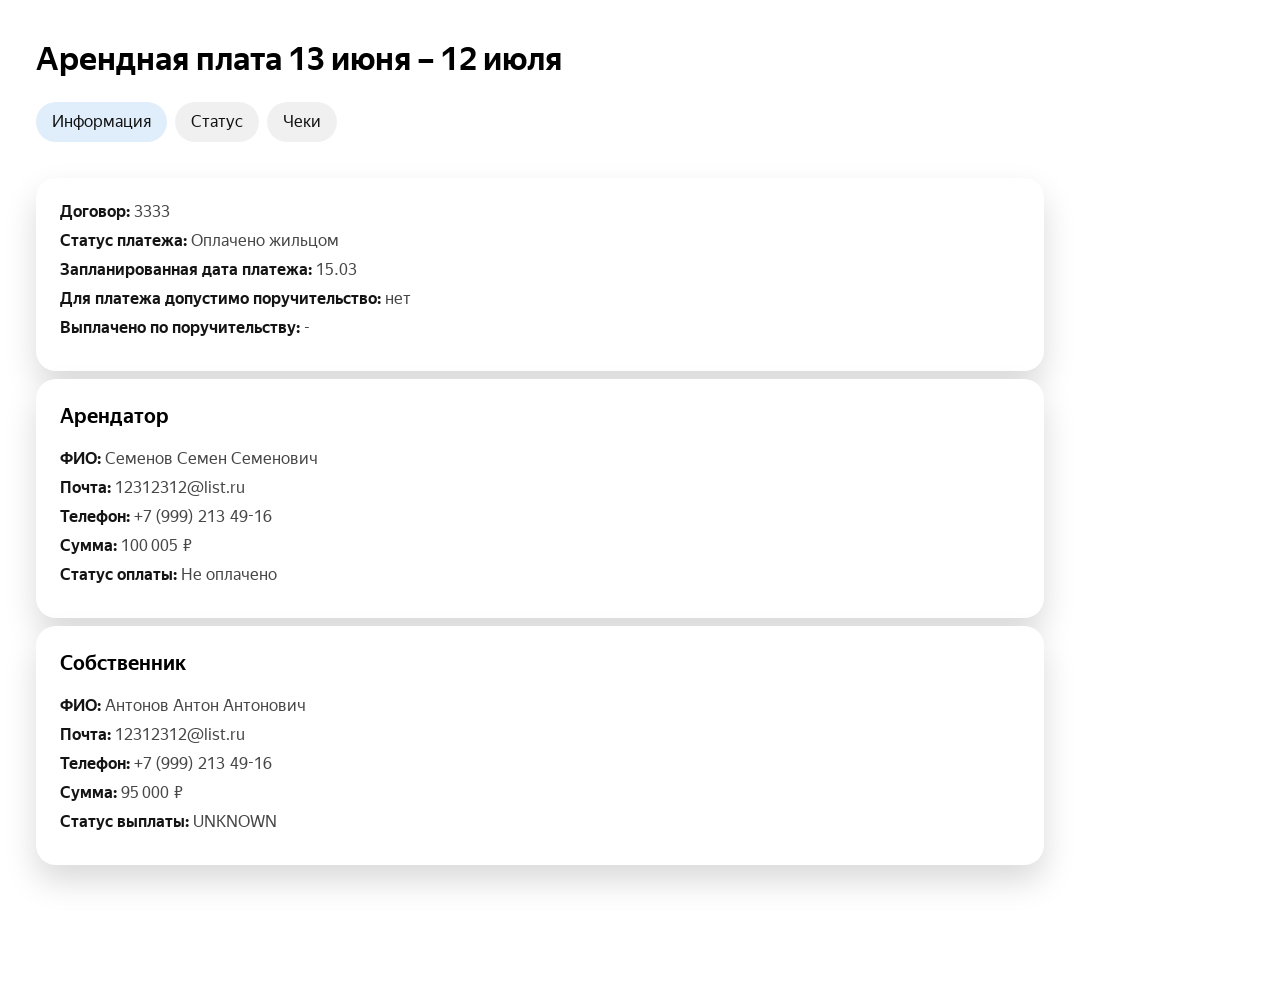 Арендная плата 13 июня – 12 июля
Информация
Статус
Чеки
Договор: 3333
Статус платежа: Оплачено жильцом
Запланированная дата платежа: 15.03
Для платежа допустимо поручительство: нет
Выплачено по поручительству: -
Арендатор
ФИО: Семенов Семен Семенович
Почта: 12312312@list.ru
Телефон: +7 (999) 213 49-16
Сумма: 100 005 ₽
Статус оплаты: Не оплачено
Собственник
ФИО: Антонов Антон Антонович
Почта: 12312312@list.ru
Телефон: +7 (999) 213 49-16
Сумма: 95 000 ₽
Статус выплаты: UNKNOWN